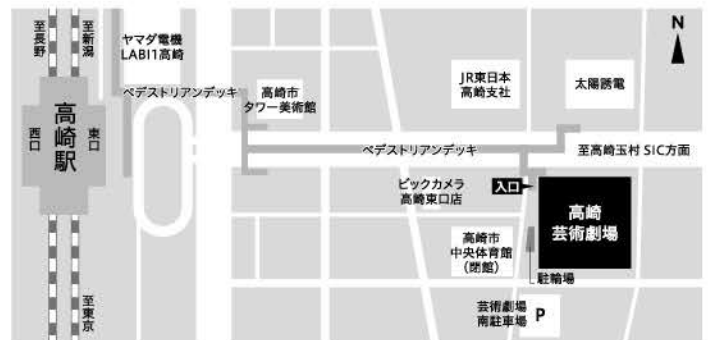 至長野
至新潟
ヤマダ電機
LABI1高崎
N
ペデストリアンデッキ
高崎市
タワー美術館
JR東日本
高崎支社
太陽誘電
高崎駅
西口
東口
ペデストリアンデッキ
至高崎玉村 SIC方面
ビックカメラ
高崎東口店
入口
高崎
芸術劇場
高崎市
中央体育館
(閉館)
駐輪場
至東京
芸術劇場
南駐車場
P